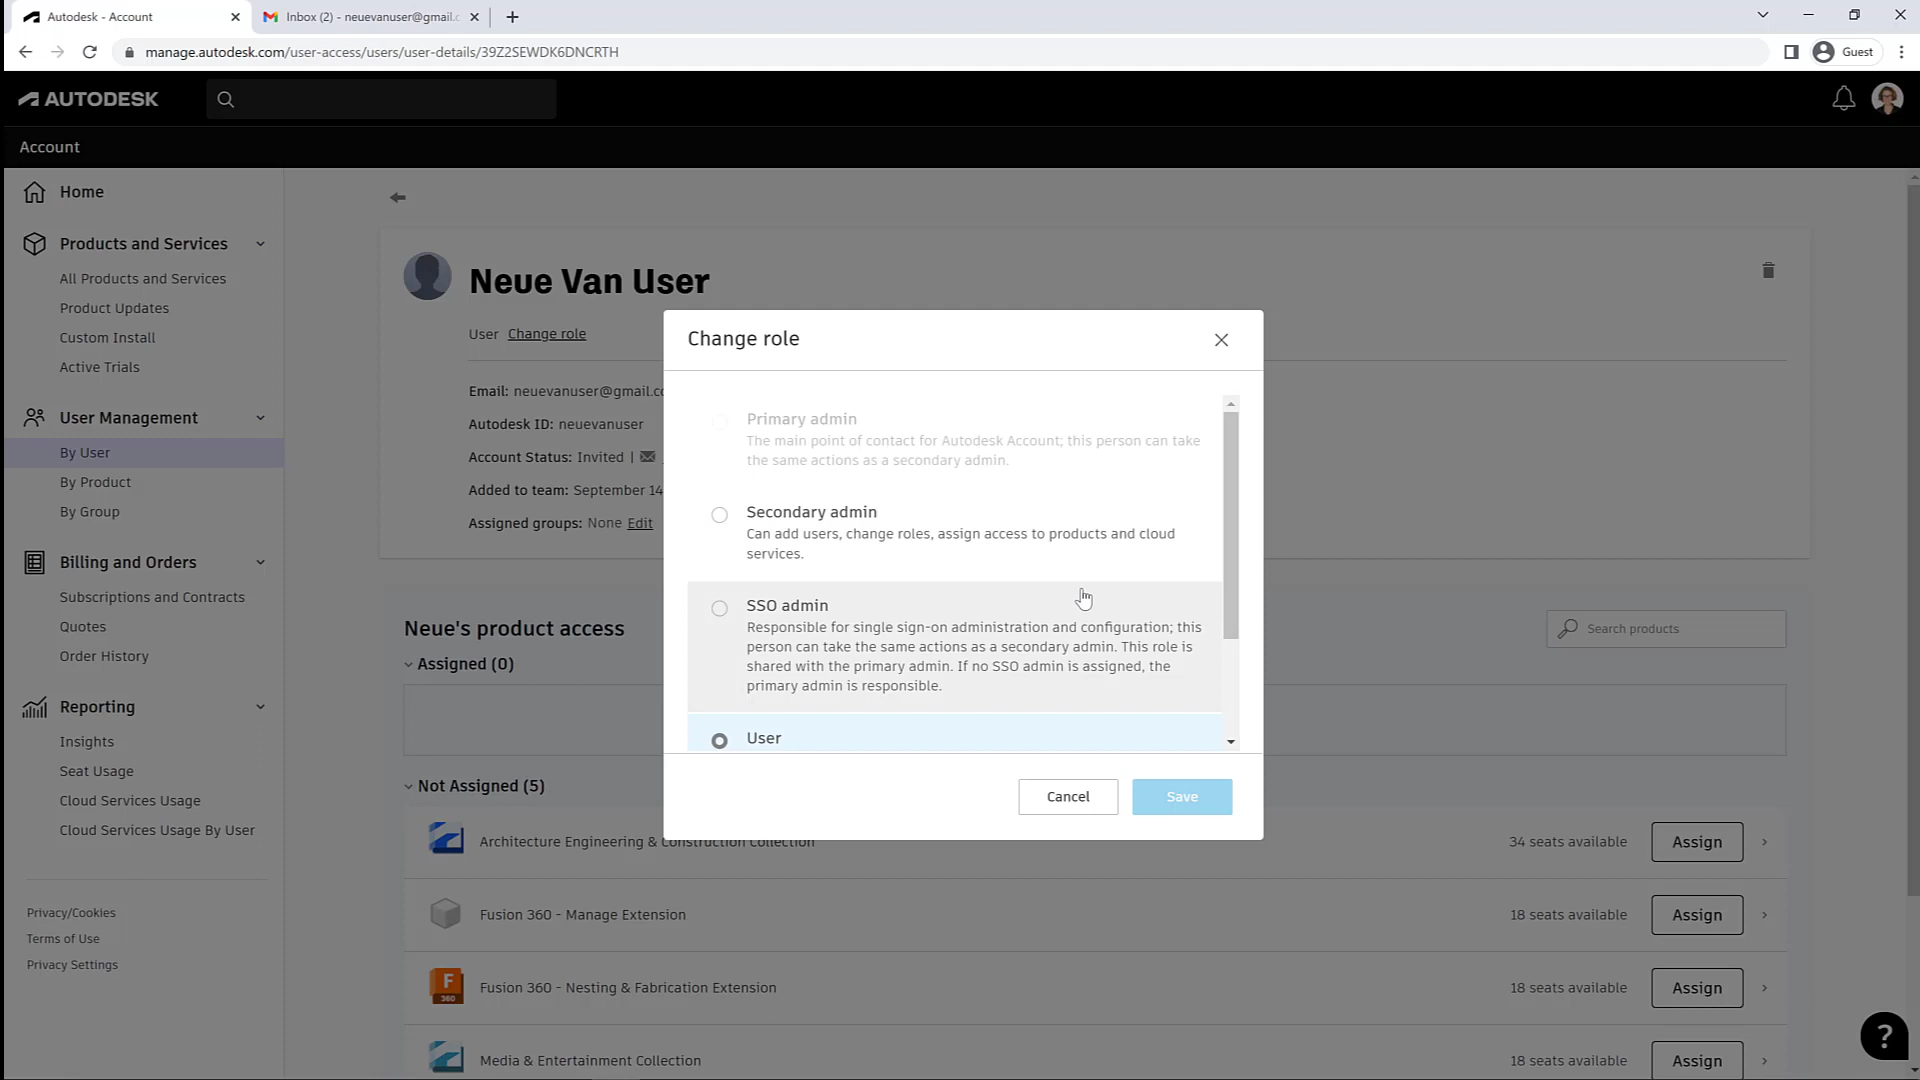 Autodesk - Account
Inbox (2) - neuevanuser@gmail.c
manage.autodesk.com/user-access/users/user-details/39Z2SEWDK6DNCRTH
Guest
AUTODESK
Account
Home
Products and Services
All Products and Services
Product Updates
Custom Install
Active Trials
User Management
By User
By Product
By Group
Billing and Orders
Subscriptions and Contracts
Quotes
Order History
Reporting
Insights
Seat Usage
Cloud Services Usage
Cloud Services Usage By User
Privacy/Cookies
Terms of Use
Privacy Settings
Neue Van User
User Change role
Email: neuevanuser@gmail.co
Autodesk ID: neuevanuser
Account Status: Invited |
Added to team: September 14
Assigned groups: None Edit
Change role
Primary admin
The main point of contact for Autodesk Account; this person can take
the same actions as a secondary admin.
Secondary admin
Can add users, change roles, assign access to products and cloud
services.
SSO admin
Responsible for single sign-on administration and configuration; this
person can take the same actions as a secondary admin. This role is
shared with the primary admin. If no SSO admin is assigned, the
primary admin is responsible.
User
Cancel
Save
Neue's product access
Search products
Assigned (0)
Not Assigned (5)
Architecture Engineering & Construction Collection
34 seats available
Assign
Fusion 360 - Manage Extension
18 seats available
Assign
F
360
Fusion 360 - Nesting & Fabrication Extension
18 seats available
Assign
Media & Entertainment Collection
18 seats available
Assign
?